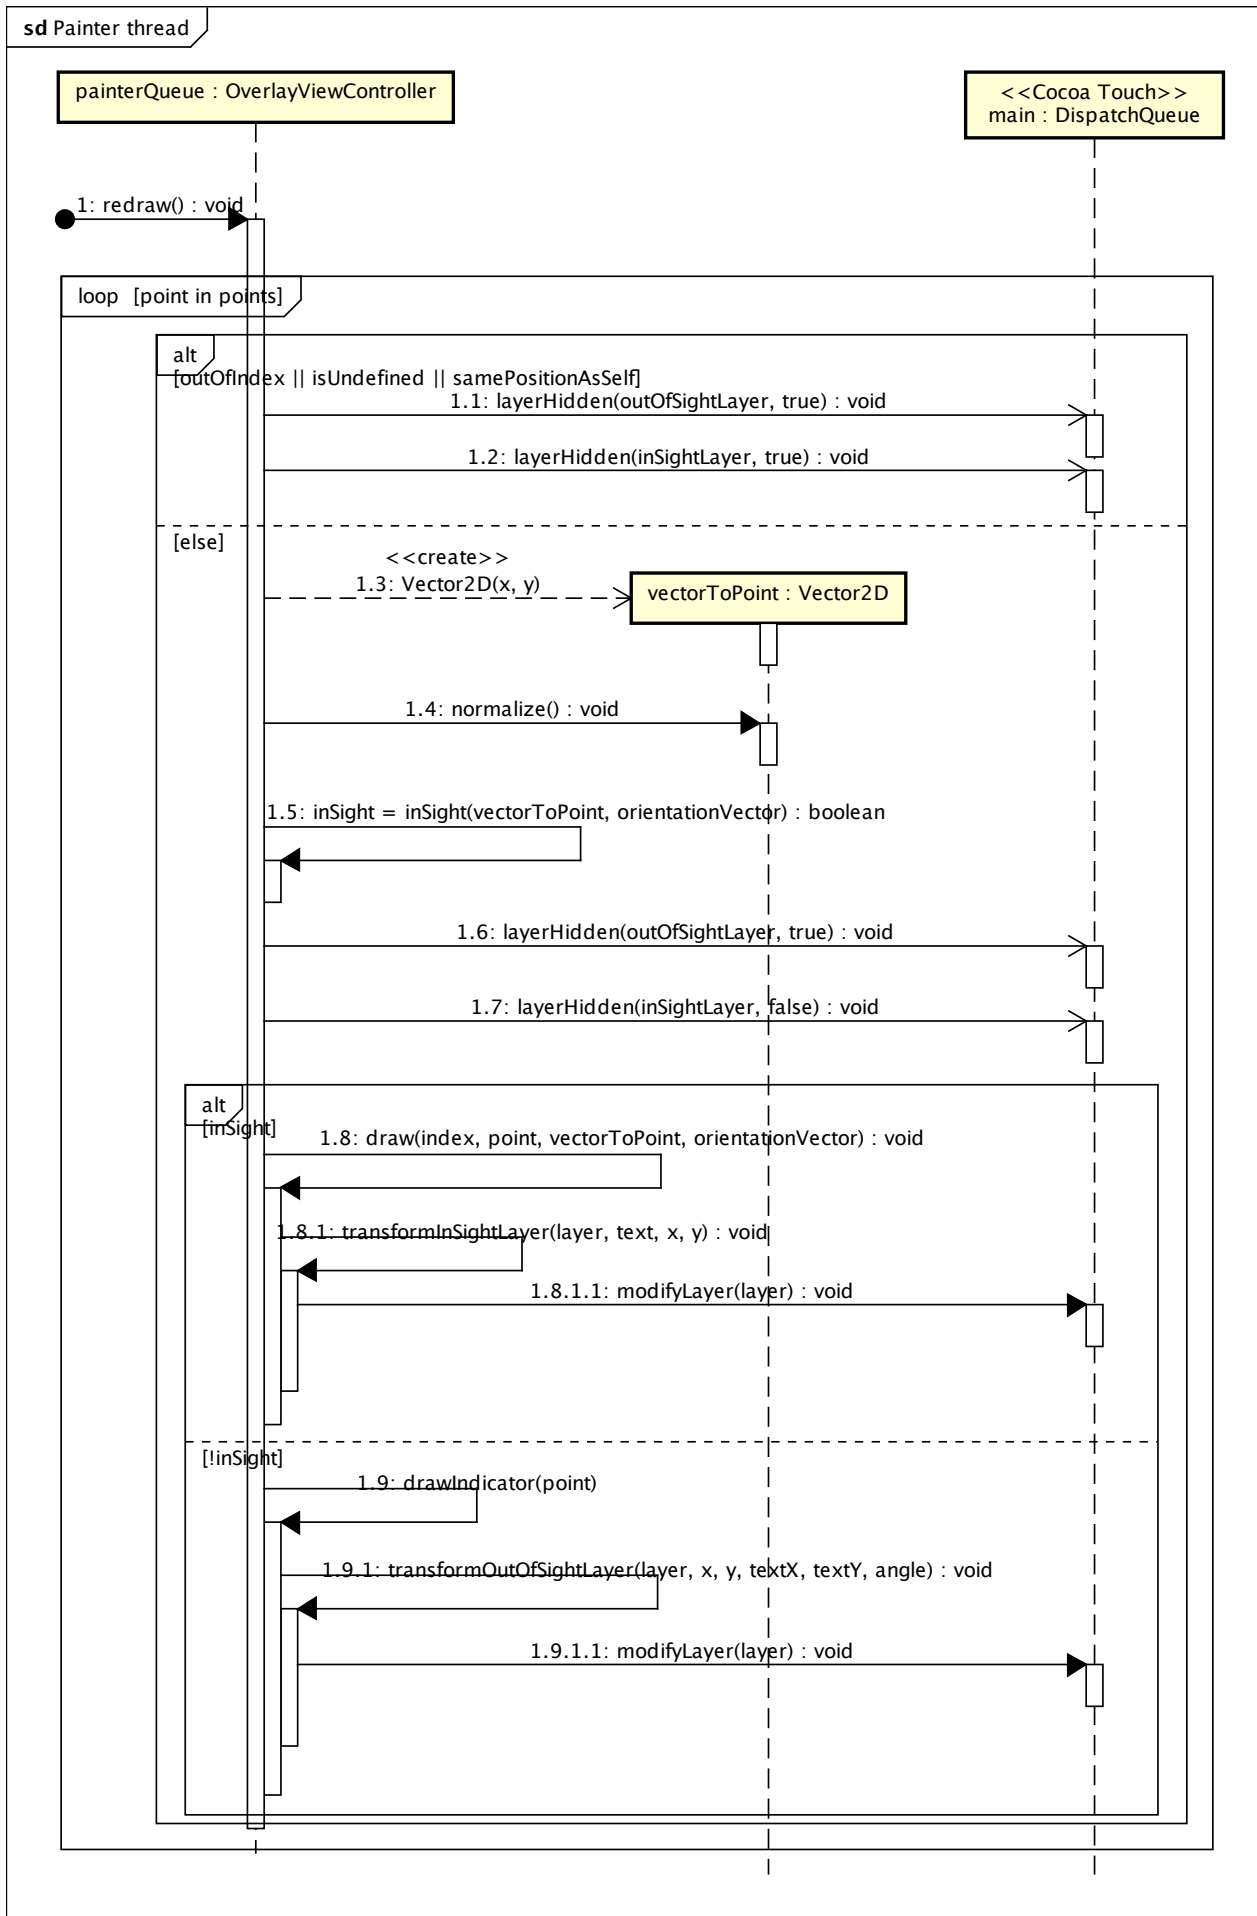 sd Painter thread
painterQueue : OverlayViewController
<<Cocoa Touch>>
main : DispatchQueue
1: redraw() : void
loop [point in points]
alt
[outOfIndex || isUndefined || samePositionAsSelf]
1.1: layerHidden(outOfSightLayer, true) : void
1.2: layerHidden(inSightLayer, true) : void
[else]
<<create>>
1.3: Vector2D(x, y)
vectorToPoint : Vector2D
1.4: normalize() : void
1.5: inSight = inSight(vectorToPoint, orientationVector) : boolean
1.6: layerHidden(outOfSightLayer, true) : void
1.7: layerHidden(inSightLayer, false) : void
alt
[inSight]
1.8: draw(index, point, vectorToPoint, orientationVector) : void
1.8.1: transformInSightLayer(layer, text, x, y) : void
1.8.1.1: modifyLayer(layer) : void
[!inSight]
1.9: drawIndicator(point)
1.9.1: transformOutOfSightLayer(layer, x, y, textX, textY, angle) : void
1.9.1.1: modifyLayer(layer) : void